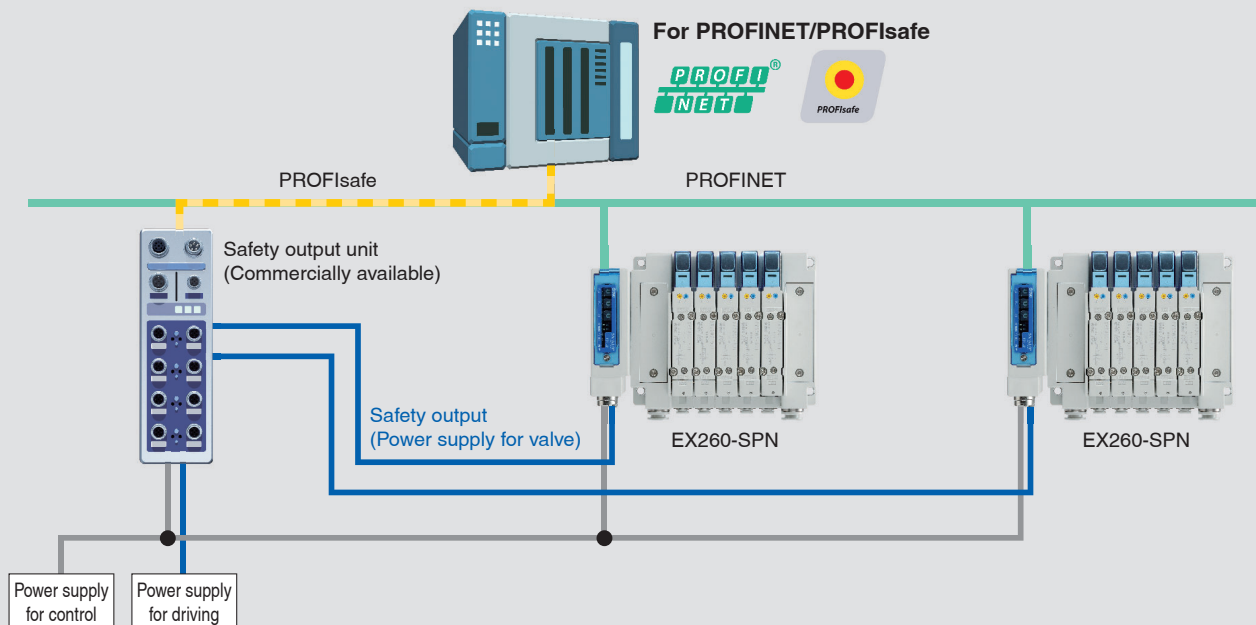 For PROFINET/PROFIsafe
PROFI®
NET
PROFIsafe
PROFIsafe
PROFINET
Safety output unit
(Commercially available)
Safety output
(Power supply for valve)
EX260-SPN
EX260-SPN
Power supply
for control
Power supply
for driving